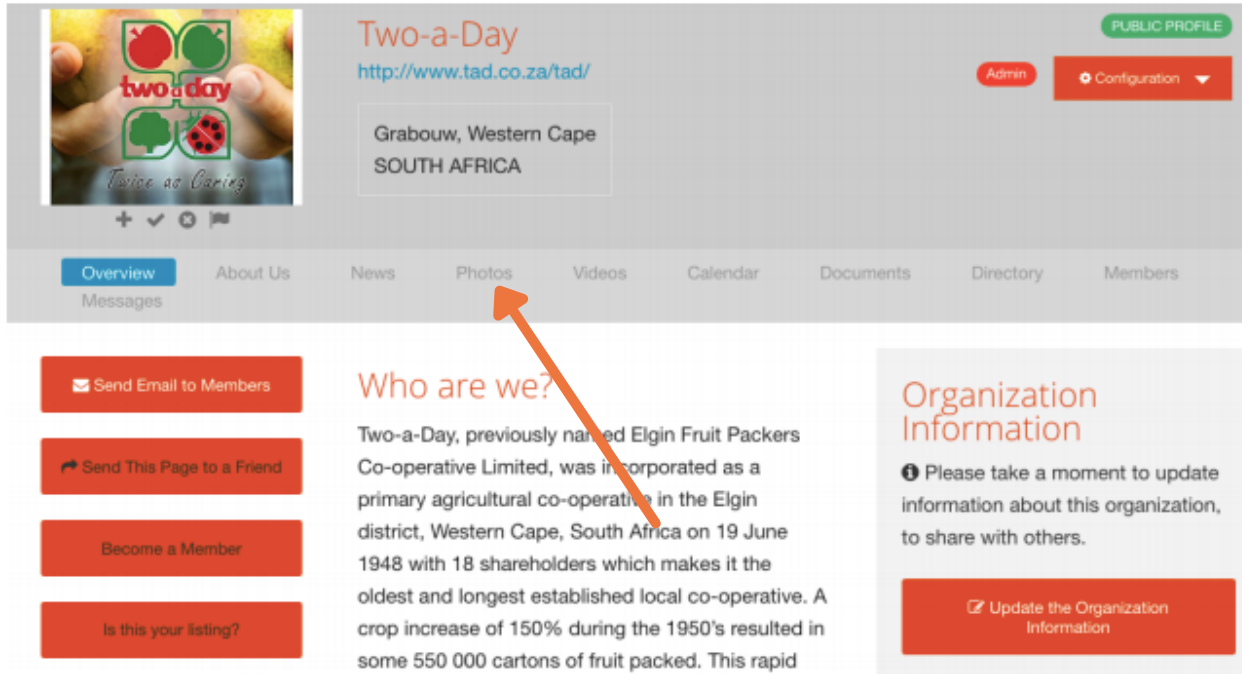 two a day
Twice as Caring
Two-a-Day
http://www.tad.co.za/tad/
Grabouw, Western Cape
SOUTH AFRICA
PUBLIC PROFILE
Admin
Configuration
Overview About Us News Photos Videos Calendar Documents Directory Members
Messages
Send Email to Members
Send This Page to a Friend
Become a Member
Is this your listing?
Who are we?
Two-a-Day, previously named Elgin Fruit Packers
Co-operative Limited, was incorporated as a
primary agricultural co-operative in the Elgin
district, Western Cape, South Africa on 19 June
1948 with 18 shareholders which makes it the
oldest and longest established local co-operative. A
crop increase of 150% during the 1950's resulted in
some 550 000 cartons of fruit packed. This rapid
Organization
Information
Please take a moment to update
information about this organization,
to share with others.
Update the Organization
Information